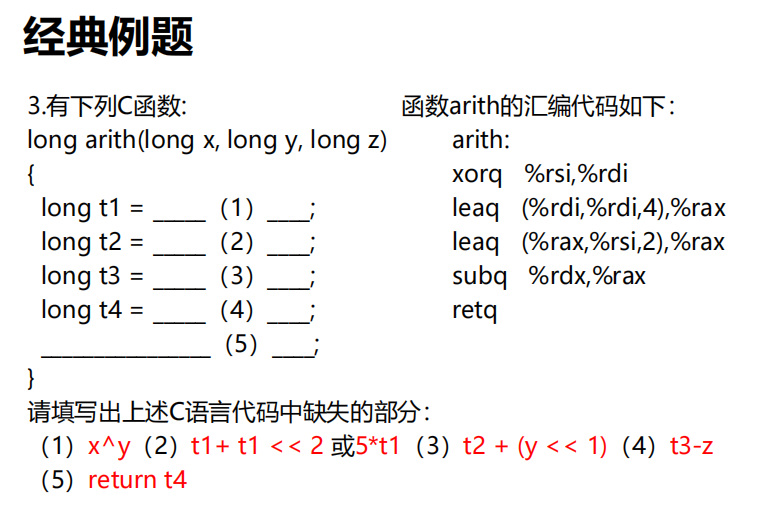 经典例题
3.有下列C函数:
long arith(long x, long y, long z)
{
long t1 = _____（1）____;
long t2 = _____（2）____;
long t3 = _____（3）____;
long t4 = _____（4）____;
________________（5）____;
}
函数arith的汇编代码如下：
arith:
xorq %rsi,%rdi
leaq (%rdi,%rdi,4),%rax
leaq (%rax,%rsi,2),%rax
subq %rdx,%rax
retq
请填写出上述C语言代码中缺失的部分：
（1）x^y（2）t1+ t1 << 2 或5*t1（3）t2 + (y << 1)（4）t3-z
（5）return t4